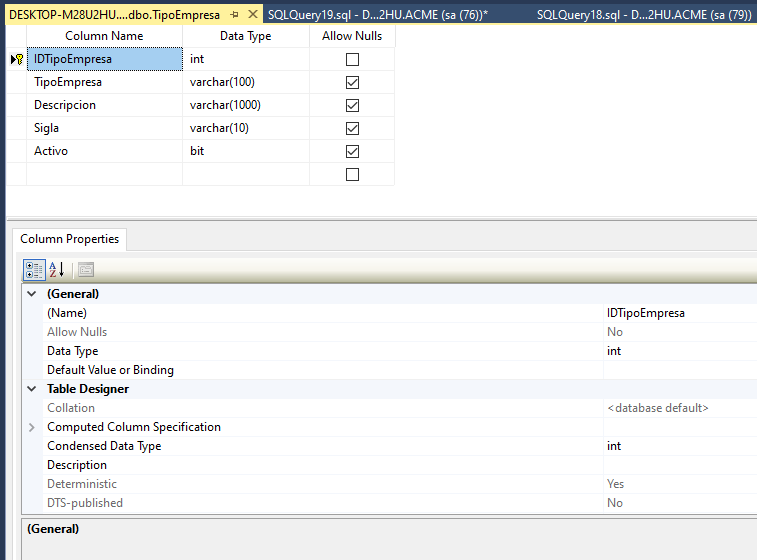 DESKTOP-M28U2HU....dbo.TipoEmpresa SQLQuery19.sql - D...2HU.ACME (sa (76))* SQLQuery18.sql - D...2HU.ACME (sa (79))
Column Name Data Type Allow Nulls
IDTipoEmpresa int
TipoEmpresa varchar(100)
Descripcion varchar(1000)
Sigla varchar(10)
Activo bit
Column Properties
A
Z
(General)
(Name) IDTipoEmpresa
Allow Nulls No
Data Type int
Default Value or Binding
Table Designer
Collation <database default>
Computed Column Specification
Condensed Data Type int
Description
Deterministic Yes
DTS-published No
(General)